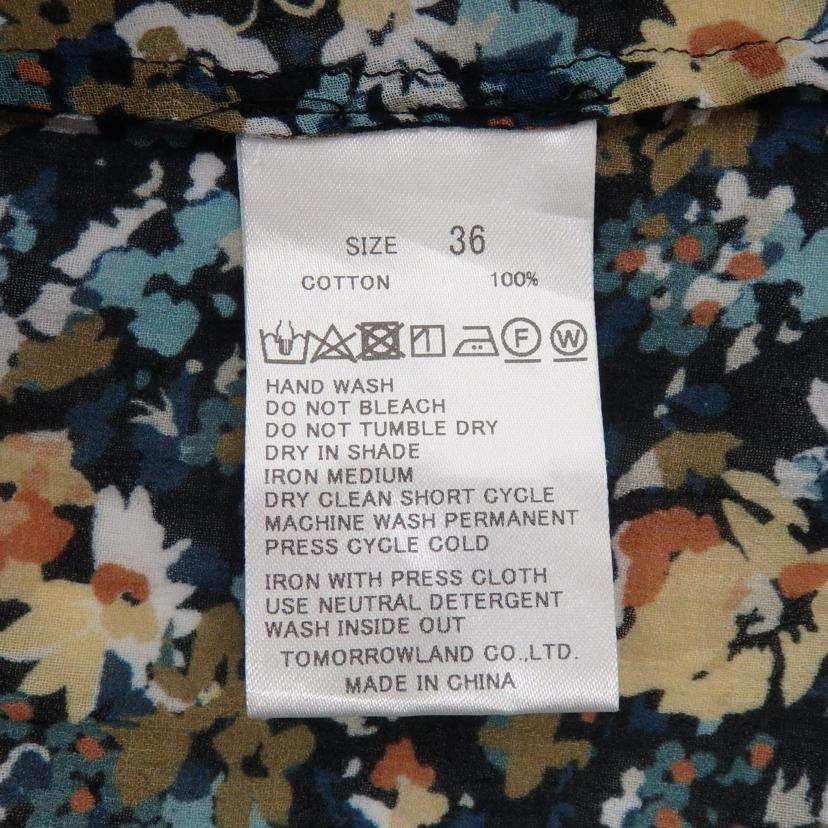 SIZE 36
COTTON 100%
F W
HAND WASH
DO NOT BLEACH
DO NOT TUMBLE DRY
DRY IN SHADE
IRON MEDIUM
DRY CLEAN SHORT CYCLE
MACHINE WASH PERMANENT
PRESS CYCLE COLD
IRON WITH PRESS CLOTH
USE NEUTRAL DETERGENT
WASH INSIDE OUT
TOMORROWLAND CO.,LTD.
MADE IN CHINA